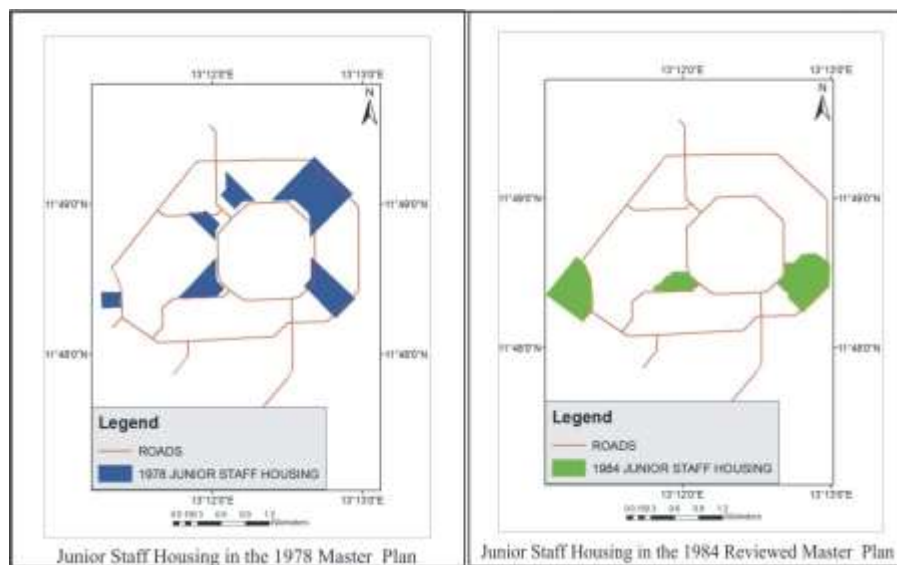 13°12'0"E
13°13'0"E
N
11°49'0"N
11°49'0"N
11°48'0"N
11°48'0"N
Legend
ROADS
1978 JUNIOR STAFF HOUSING
13°12'0"E
13°13'0"E
Junior Staff Housing in the 1978 Master Plan
13°12'0"E
13°13'0"E
N
11°49'0"N
11°49'0"N
11°48'0"N
11°48'0"N
Legend
ROADS
1984 JUNIOR STAFF HOUSING
13°12'0"E
13°13'0"E
Junior Staff Housing in the 1984 Reviewed Master Plan